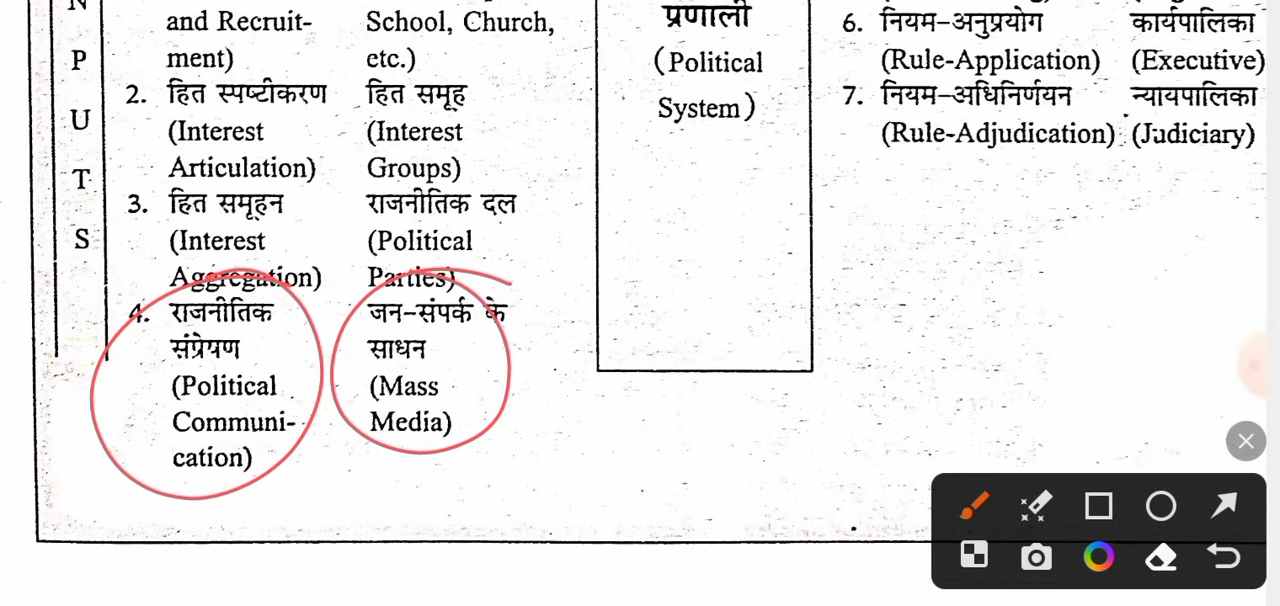 N
P
U
T
S
and Recruit-
ment)
2. हित स्पष्टीकरण
(Interest
Articulation)
3. हित समूहन
(Interest
Aggregation)
4. राजनीतिक
संप्रेषण
(Political
Communi-
cation)
School, Church,
etc.)
हित समूह
(Interest
Groups)
राजनीतिक दल
(Political
Parties)
जन-संपर्क के
साधन
(Mass
Media)
प्रणाली
(Political
System)
6. नियम-अनुप्रयोग
(Rule-Application)
7. नियम-अधिनिर्णयन
(Rule-Adjudication)
कार्यपालिका
(Executive)
न्यायपालिका
(Judiciary)